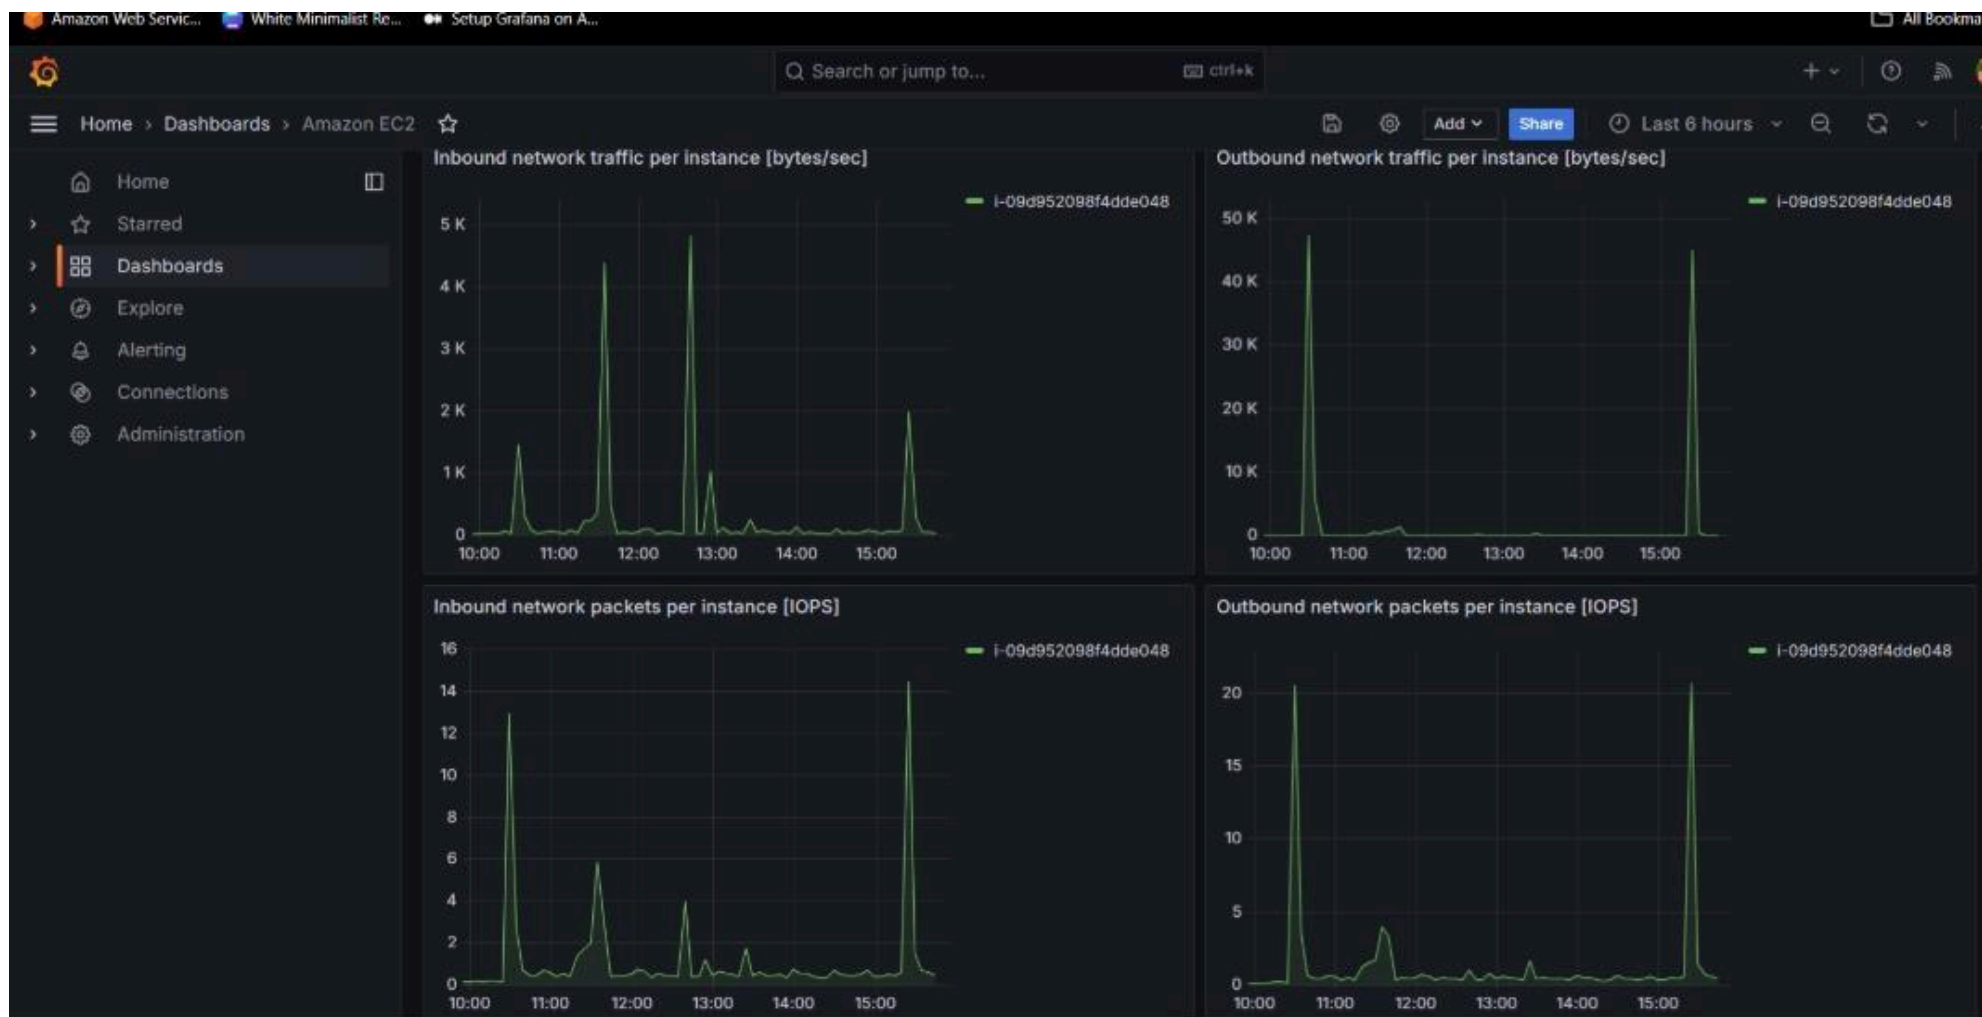 Amazon Web Servic... White Minimalist Re... Setup Grafana on A... All Bookma
Search or jump to... ctrl+k
Home › Dashboards › Amazon EC2 Add Share Last 6 hours
Home
Starred
Dashboards
Explore
Alerting
Connections
Administration
Inbound network traffic per instance [bytes/sec]
i-09d952098f4dde048
5 K
4 K
3 K
2 K
1 K
0
10:00 11:00 12:00 13:00 14:00 15:00
Outbound network traffic per instance [bytes/sec]
i-09d952098f4dde048
50 K
40 K
30 K
20 K
10 K
0
10:00 11:00 12:00 13:00 14:00 15:00
Inbound network packets per instance [IOPS]
i-09d952098f4dde048
16
14
12
10
8
6
4
2
0
10:00 11:00 12:00 13:00 14:00 15:00
Outbound network packets per instance [IOPS]
i-09d952098f4dde048
20
15
10
5
0
10:00 11:00 12:00 13:00 14:00 15:00